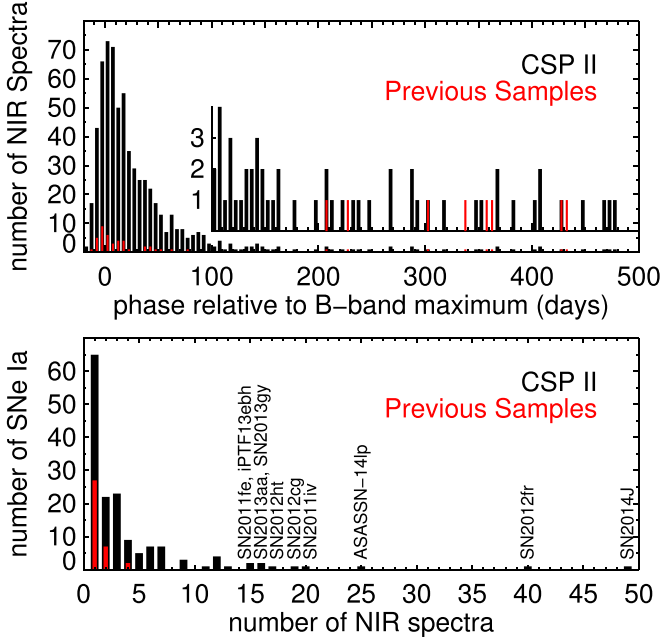 number of NIR Spectra
70
60
50
40
30
20
10
0
3
2
1
CSP II
Previous Samples
0 100 200 300 400 500
phase relative to B−band maximum (days)
number of SNe Ia
60
50
40
30
20
10
0
CSP II
Previous Samples
SN2011fe, iPTF13ebh
SN2013aa, SN2013gy
SN2012ht
SN2012cg
SN2011iv
ASASSN−14lp
SN2012fr
SN2014J
0 5 10 15 20 25 30 35 40 45 50
number of NIR spectra